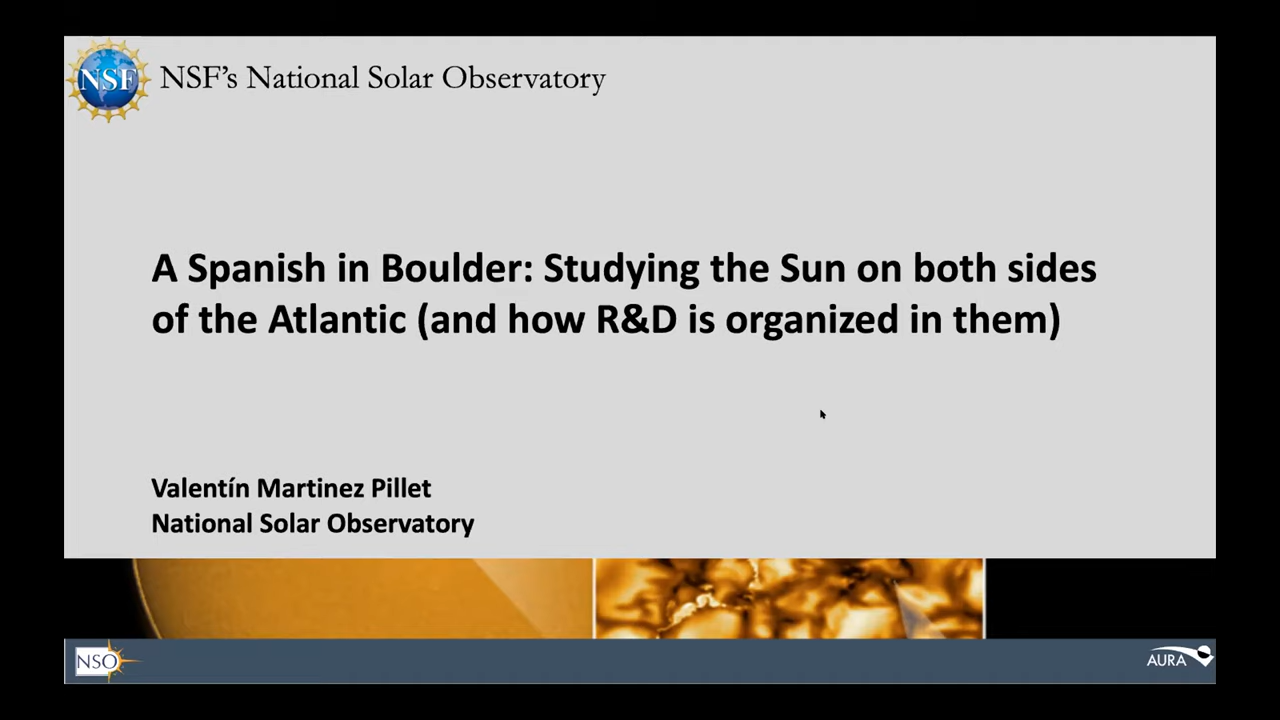 NSF
NSF's National Solar Observatory
A Spanish in Boulder: Studying the Sun on both sides
of the Atlantic (and how R&D is organized in them)
Valentín Martinez Pillet
National Solar Observatory
NSO
AURA